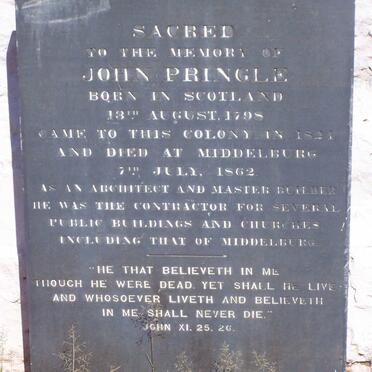 SACRED
TO THE MEMORY OF
JOHN PRINGLE
BORN IN SCOTLAND
13TH AUGUST, 1798
CAME TO THIS COLONY IN
AND DIED AT MIDDELBURG
7TH JULY, 1862
AS AN ARCHITECT AND MASTER BUILDER
HE WAS THE CONTRACTOR FOR SEVERAL
PUBLIC BUILDINGS AND CHURCHES
INCLUDING THAT OF MIDDELBURG
"HE THAT BELIEVETH IN ME
THOUGH HE WERE DEAD, YET SHALL HE LIVE
AND WHOSOEVER LIVETH AND BELIEVETH
IN ME SHALL NEVER DIE."
JOHN XI. 25. 26.